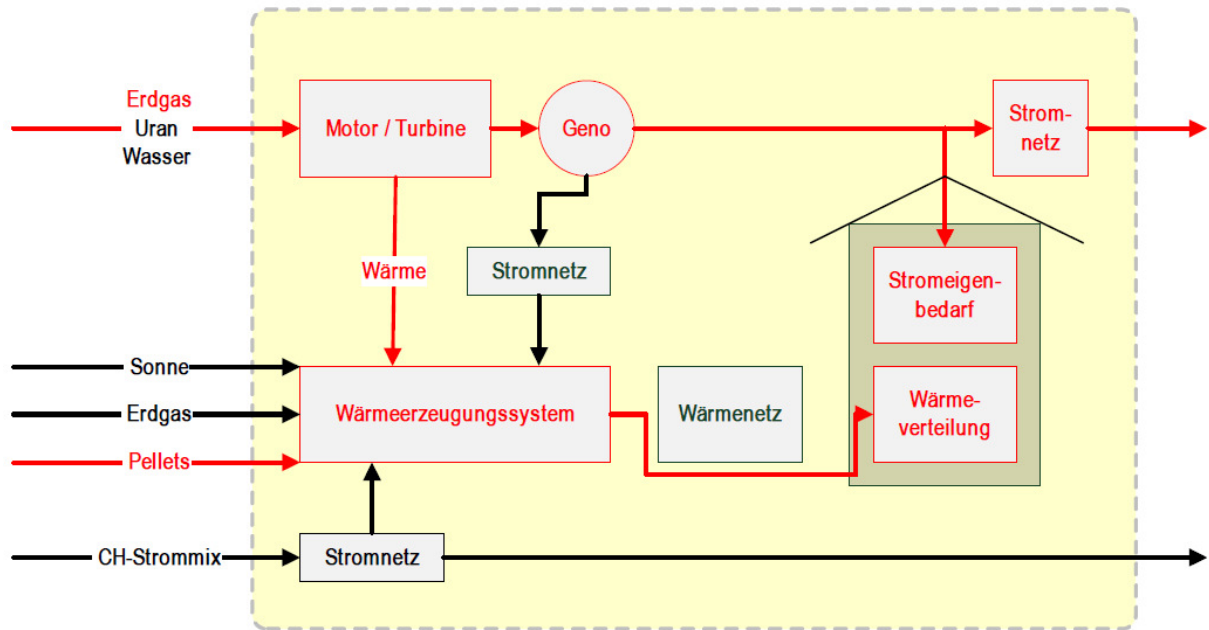 Erdgas
Uran
Wasser
Motor / Turbine
Geno
Strom-
netz
Wärme
Stromnetz
Stromeigen-
bedarf
Sonne
Erdgas
Pellets
Wärmeerzeugungssystem
Wärmenetz
Wärme-
verteilung
CH-Strommix
Stromnetz